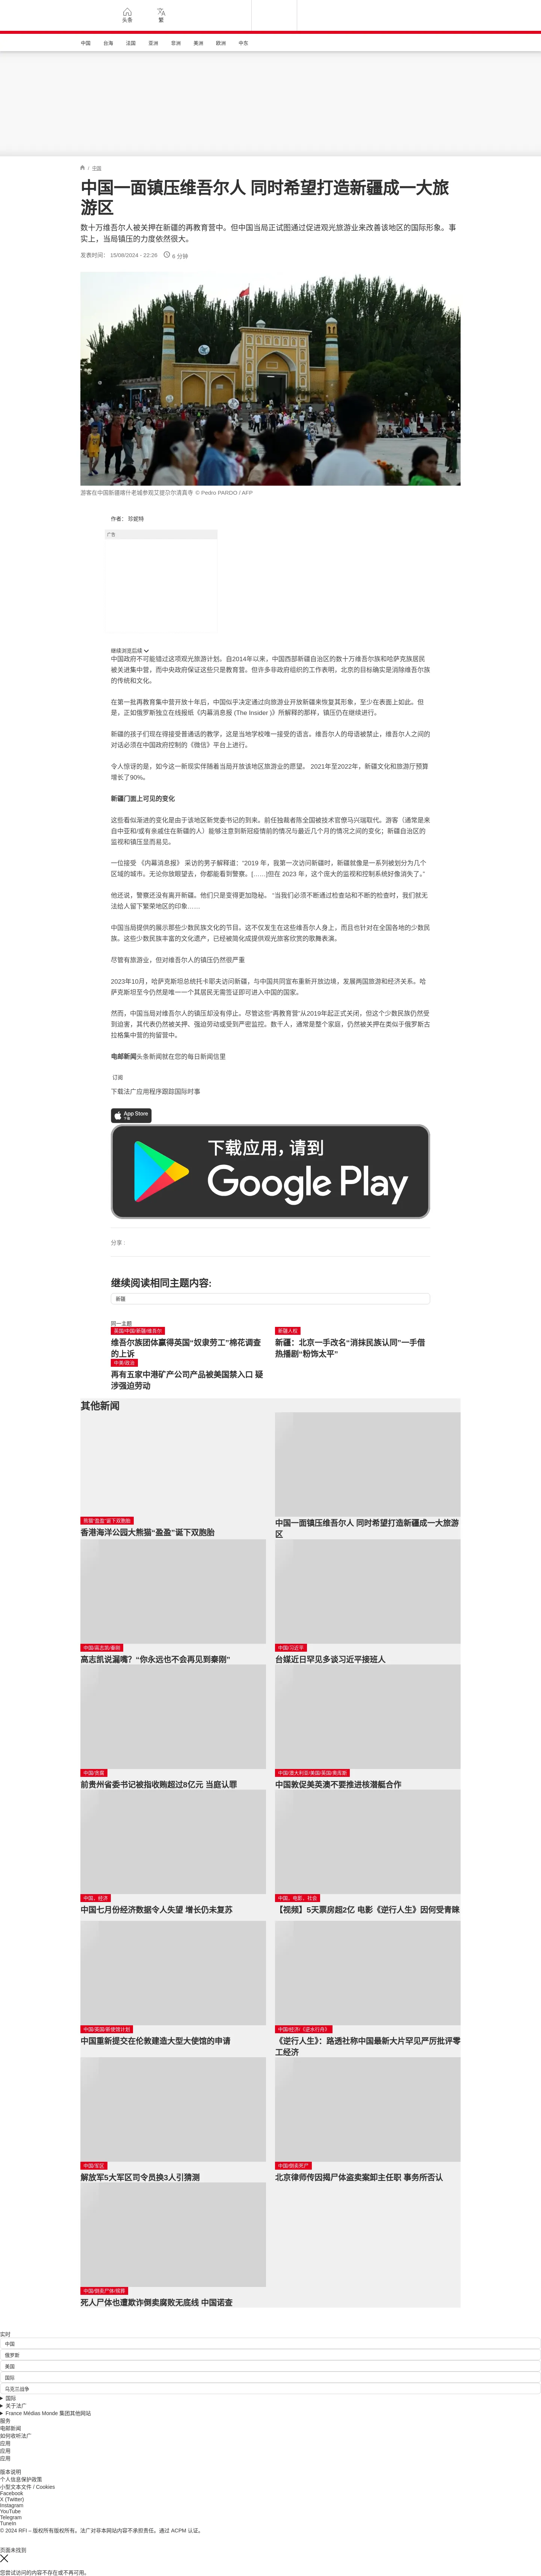 头条
繁
中国
台海
法国
亚洲
非洲
美洲
欧洲
中东
/ 中国
中国一面镇压维吾尔人 同时希望打造新疆成一大旅
游区
数十万维吾尔人被关押在新疆的再教育营中。但中国当局正试图通过促进观光旅游业来改善该地区的国际形象。事
实上，当局镇压的力度依然很大。
发表时间： 15/08/2024 - 22:26 6 分钟
游客在中国新疆喀什老城参观艾提尕尔清真寺 © Pedro PARDO / AFP
作者： 珍妮特
广告
继续浏览后续
中国政府不可能错过这项观光旅游计划。自2014年以来，中国西部新疆自治区的数十万维吾尔族和哈萨克族居民
被关进集中营，而中央政府保证这些只是教育营。但许多非政府组织的工作表明，北京的目标确实是消除维吾尔族
的传统和文化。
在第一批再教育集中营开放十年后，中国似乎决定通过向旅游业开放新疆来恢复其形象，至少在表面上如此。但
是，正如俄罗斯独立在线报纸《内幕消息报 (The Insider )》所解释的那样，镇压仍在继续进行。
新疆的孩子们现在得接受普通话的教学，这是当地学校唯一接受的语言。维吾尔人的母语被禁止，维吾尔人之间的
对话必须在中国政府控制的《微信》平台上进行。
令人惊讶的是，如今这一新现实伴随着当局开放该地区旅游业的愿望。 2021年至2022年，新疆文化和旅游厅预算
增长了90%。
新疆门面上可见的变化
这些看似渐进的变化是由于该地区新党委书记的到来。前任独裁者陈全国被技术官僚马兴瑞取代。游客（通常是来
自中亚和/或有亲戚住在新疆的人）能够注意到新冠疫情前的情况与最近几个月的情况之间的变化；新疆自治区的
监视和镇压显而易见。
一位接受 《内幕消息报》 采访的男子解释道：“2019 年，我第一次访问新疆时，新疆就像是一系列被划分为几个
区域的城市。无论你放眼望去，你都能看到警察。[……]但在 2023 年，这个庞大的监视和控制系统好像消失了。”
他还说，警察还没有离开新疆。他们只是变得更加隐秘。 “当我们必须不断通过检查站和不断的检查时，我们就无
法给人留下繁荣地区的印象……
中国当局提供的展示那些少数民族文化的节目。这不仅发生在这些维吾尔人身上，而且也针对在全国各地的少数民
族。这些少数民族丰富的文化遗产，已经被简化成提供观光旅客欣赏的歌舞表演。
尽管有旅游业，但对维吾尔人的镇压仍然很严重
2023年10月，哈萨克斯坦总统托卡耶夫访问新疆，与中国共同宣布重新开放边境，发展两国旅游和经济关系。哈
萨克斯坦至今仍然是唯一一个其居民无需签证即可进入中国的国家。
然而，中国当局对维吾尔人的镇压却没有停止。尽管这些“再教育营”从2019年起正式关闭，但这个少数民族仍然受
到迫害，其代表仍然被关押、强迫劳动或受到严密监控。数千人，通常是整个家庭，仍然被关押在类似于俄罗斯古
拉格集中营的拘留营中。
电邮新闻头条新闻就在您的每日新闻信里
订阅
下载法广应用程序跟踪国际时事
App Store
下载
下载应用，请到
Google Play
分享 :
继续阅读相同主题内容:
新疆
同一主题
英国/中国/新疆/维吾尔
维吾尔族团体赢得英国“奴隶劳工”棉花调查
的上诉
新疆人权
新疆：北京一手改名“消抹民族认同”一手借
热播剧“粉饰太平”
中美/政治
再有五家中港矿产公司产品被美国禁入口 疑
涉强迫劳动
其他新闻
熊猫“盈盈”诞下双胞胎
香港海洋公园大熊猫“盈盈”诞下双胞胎
中国一面镇压维吾尔人 同时希望打造新疆成一大旅游
区
中国/高志凯/秦刚
高志凯说漏嘴？“你永远也不会再见到秦刚”
中国/习近平
台媒近日罕见多谈习近平接班人
中国/贪腐
前贵州省委书记被指收贿超过8亿元 当庭认罪
中国/澳大利亚/美国/英国/奥库斯
中国敦促美英澳不要推进核潜艇合作
中国、经济
中国七月份经济数据令人失望 增长仍未复苏
中国、电影、社会
【视频】5天票房超2亿 电影《逆行人生》因何受青睐
中国/英国/新使馆计划
中国重新提交在伦敦建造大型大使馆的申请
中国/经济/《逆水行舟》
《逆行人生》：路透社称中国最新大片罕见严厉批评零
工经济
中国/军区
解放军5大军区司令员换3人引猜测
中国/倒卖死尸
北京律师传因揭尸体盗卖案卸主任职 事务所否认
中国/倒卖尸体/殡葬
死人尸体也遭欺诈倒卖腐败无底线 中国诺查
实时
中国
俄罗斯
美国
国际
马克三战争
国际
关于法广
France Médias Monde 集团其他网站
服务
电邮新闻
如何收听法广
应用
应用
应用
版本说明
个人信息保护政策
小型文本文件 / Cookies
Facebook
X (Twitter)
Instagram
YouTube
Telegram
TuneIn
© 2024 RFI – 版权所有版权所有。法广对非本网站内容不承担责任。通过 ACPM 认证。
页面未找到
您尝试访问的内容不存在或不再可用。